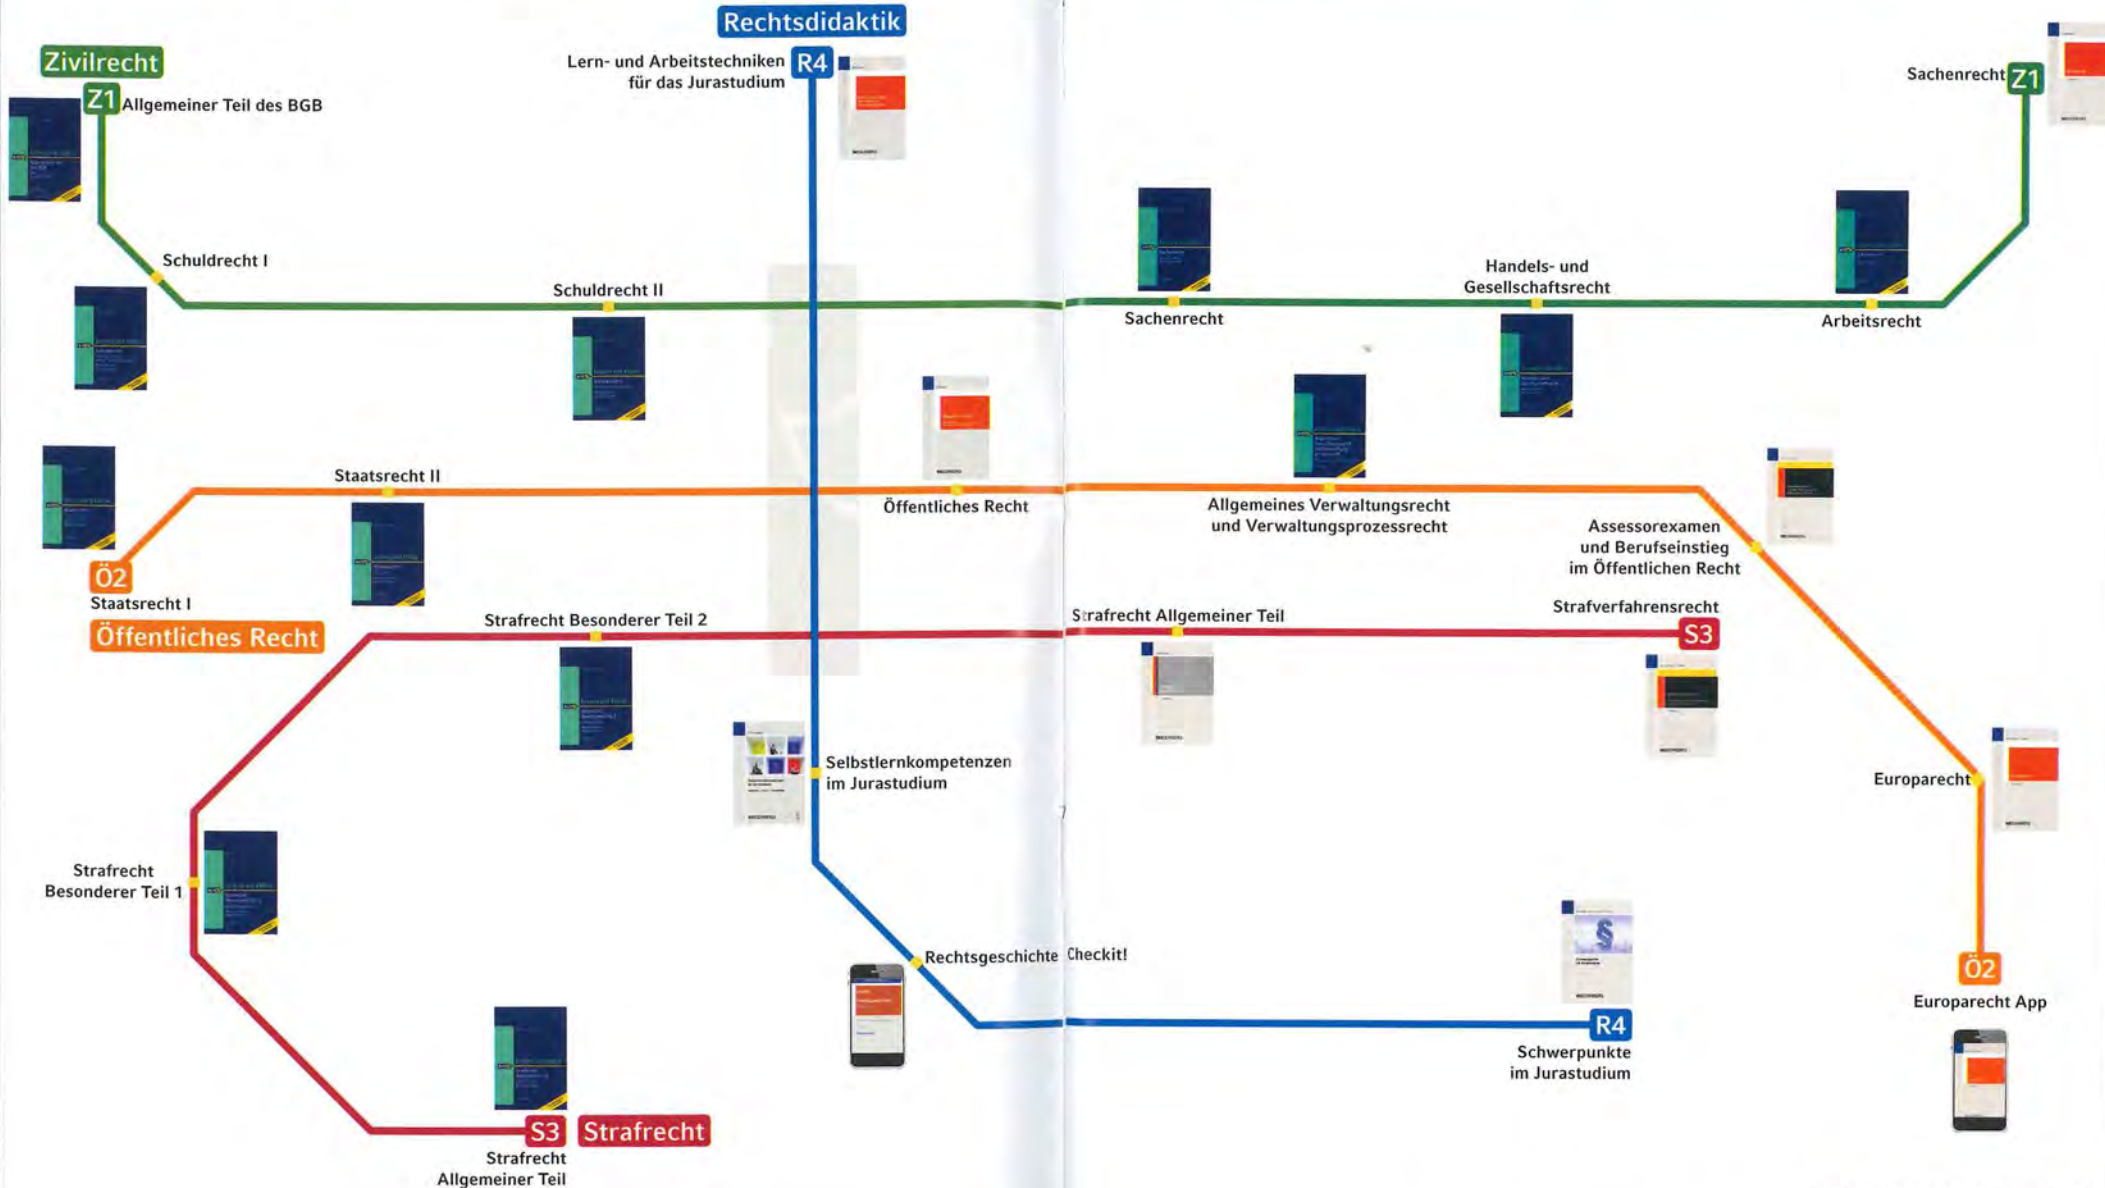 Rechtsdidaktik
Zivilrecht
Lern- und Arbeitstechniken
für das Jurastudium
R4
Z1
Allgemeiner Teil des BGB
Sachenrecht
Z1
Schuldrecht I
Schuldrecht II
Sachenrecht
Handels- und
Gesellschaftsrecht
Arbeitsrecht
Staatsrecht II
Öffentliches Recht
Allgemeines Verwaltungsrecht
und Verwaltungsprozessrecht
Assessorexamen
und Berufseinstieg
im Öffentlichen Recht
Ö2
Staatsrecht I
Öffentliches Recht
Strafrecht Besonderer Teil 2
Strafrecht Allgemeiner Teil
Strafverfahrensrecht
S3
Selbstlernkompetenzen
im Jurastudium
Europarecht
Strafrecht
Besonderer Teil 1
Rechtsgeschichte Checkit!
Ö2
Europarecht App
R4
Schwerpunkte
im Jurastudium
S3
Strafrecht
Strafrecht
Allgemeiner Teil